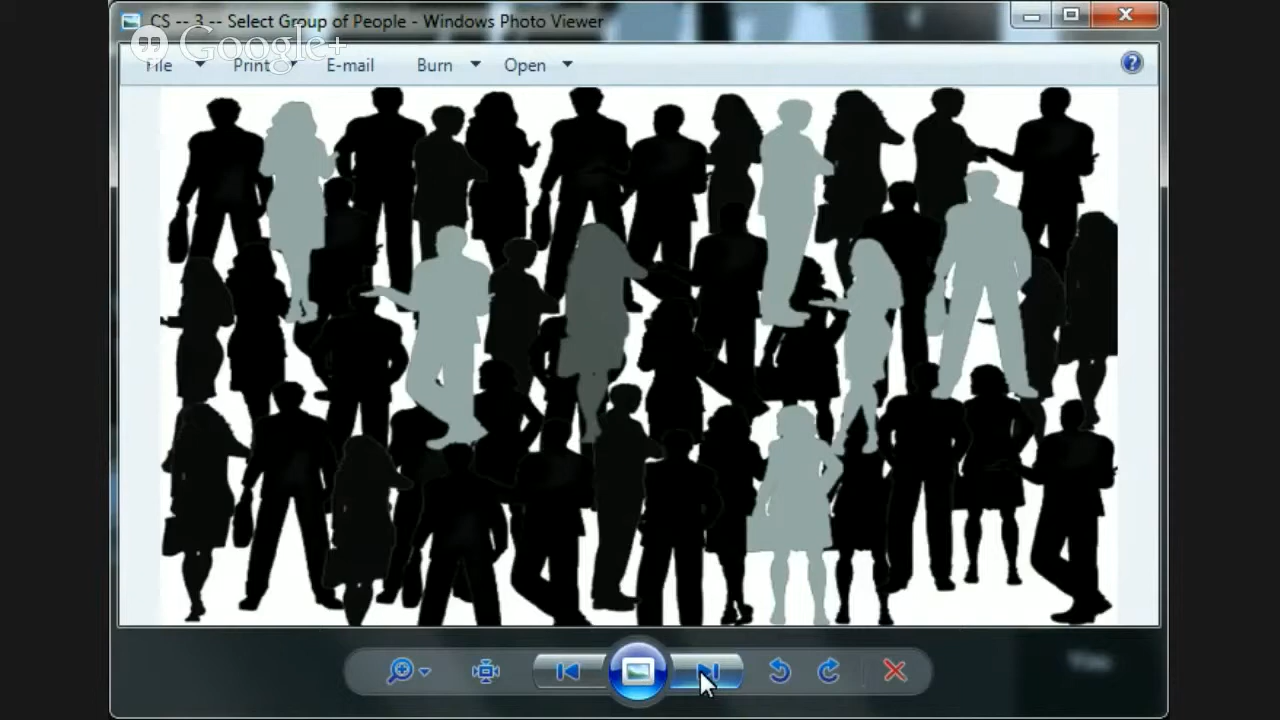 CS -- 3 -- Select Group of People - Windows Photo Viewer
Google+
File Print E-mail Burn Open